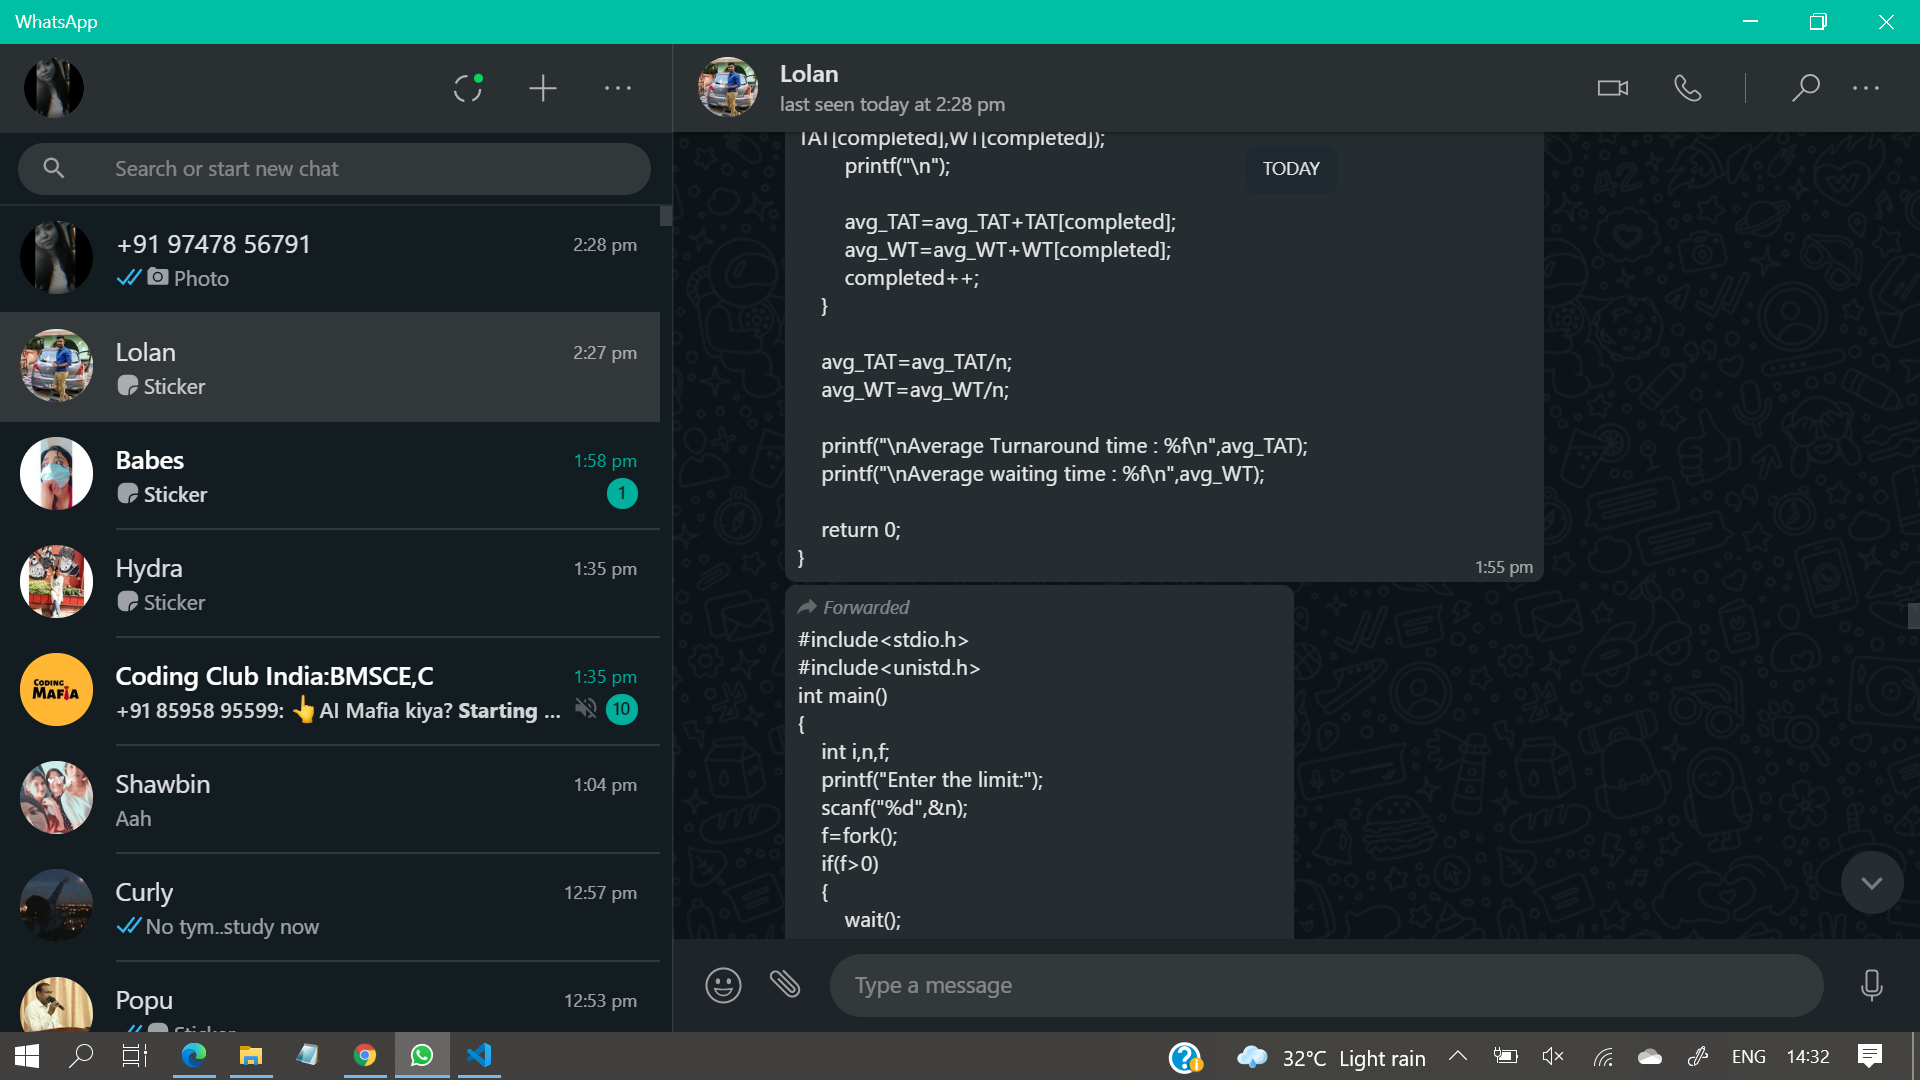 WhatsApp
Search or start new chat
+91 97478 56791
2:28 pm
Photo
Lolan
2:27 pm
Sticker
Babes
1:58 pm
Sticker
1
Hydra
1:35 pm
Sticker
Coding Club India:BMSCE,C
1:35 pm
CODING
MAFIA
+91 85958 95599: 👆AI Mafia kiya? Starting ...
10
Shawbin
1:04 pm
Aah
Curly
12:57 pm
No tym..study now
Popu
12:53 pm
Sticker
Lolan
last seen today at 2:28 pm
TAT[completed],WT[completed]);
printf("\n");
TODAY
avg_TAT=avg_TAT+TAT[completed];
avg_WT=avg_WT+WT[completed];
completed++;
}
avg_TAT=avg_TAT/n;
avg_WT=avg_WT/n;
printf("\nAverage Turnaround time : %f\n",avg_TAT);
printf("\nAverage waiting time : %f\n",avg_WT);
return 0;
}
1:55 pm
Forwarded
#include<stdio.h>
#include<unistd.h>
int main()
{
int i,n,f;
printf("Enter the limit:");
scanf("%d",&n);
f=fork();
if(f>0)
{
wait();
Type a message
32°C Light rain
ENG
14:32